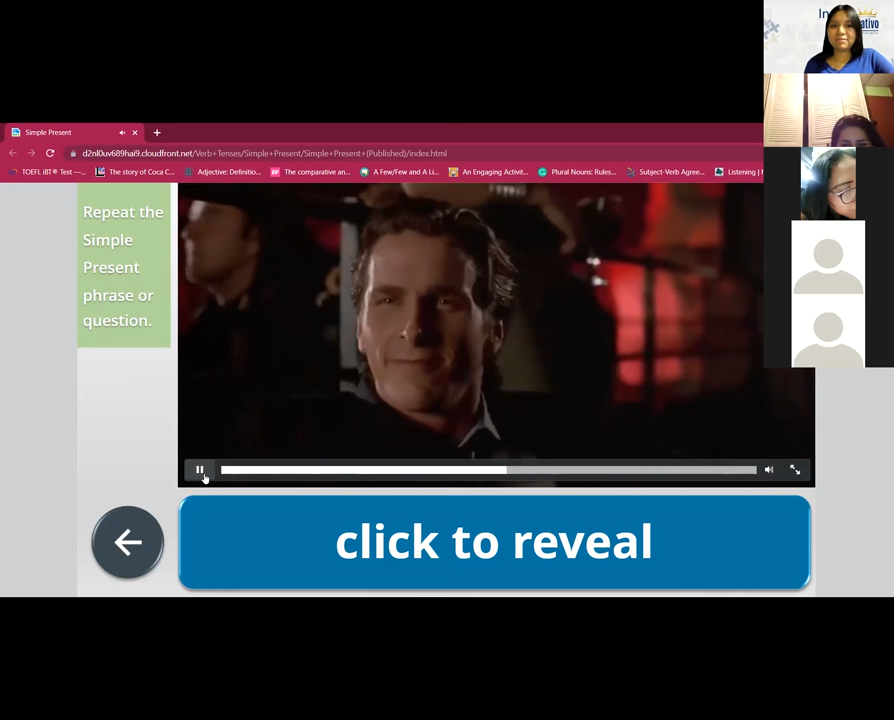 In
ativo
Simple Present
d2nl0uv689hai9.cloudfront.net/Verb+Tenses/Simple+Present/Simple+Present+(Published)/index.html
TOEFL iBT® Test —...
The story of Coca C...
Adjective: Definitio...
The comparative an...
A Few/Few and A Li...
An Engaging Activit...
Plural Nouns: Rules...
Subject-Verb Agree...
Listening |
Repeat the
Simple
Present
phrase or
question.
click to reveal